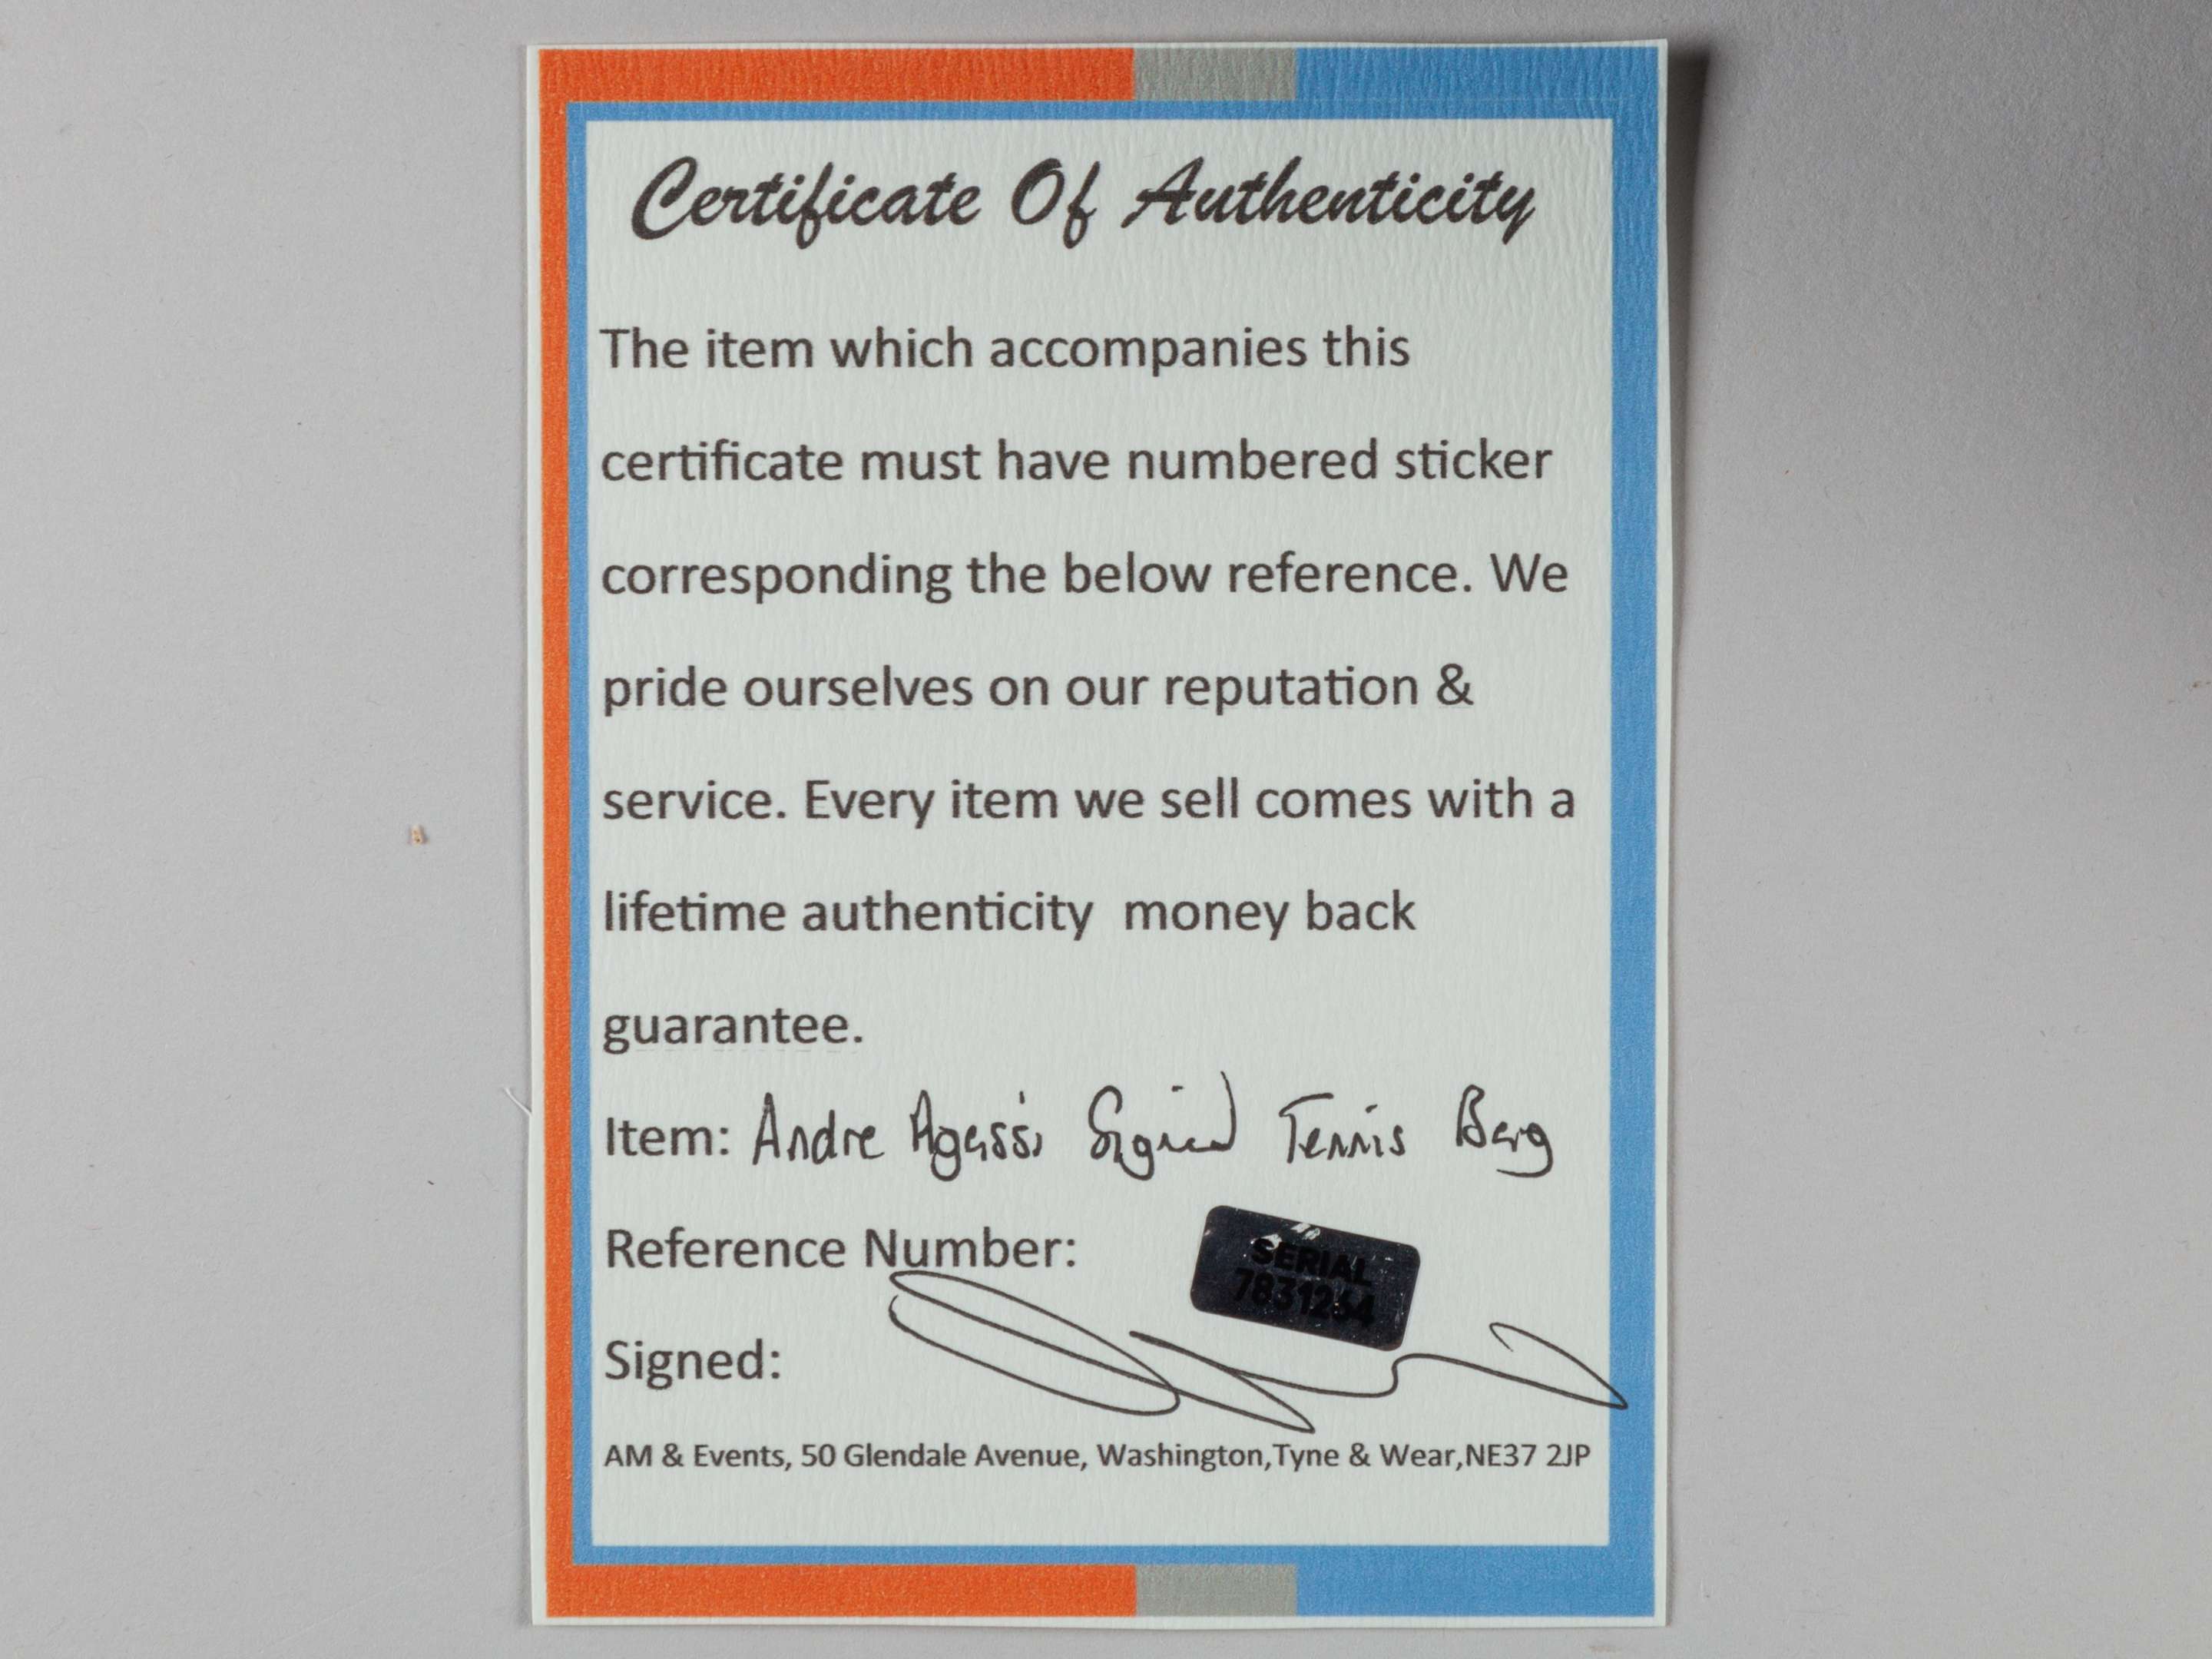 Certificate Of Authenticity
The item which accompanies this
certificate must have numbered sticker
corresponding the below reference. We
pride ourselves on our reputation &
service. Every item we sell comes with a
lifetime authenticity  money back
guarantee.
Item: Andre Agassi Signed Tennis Bag
Reference Number:
SERIAL
7831264
Signed:
AM & Events, 50 Glendale Avenue, Washington,Tyne & Wear,NE37 2JP